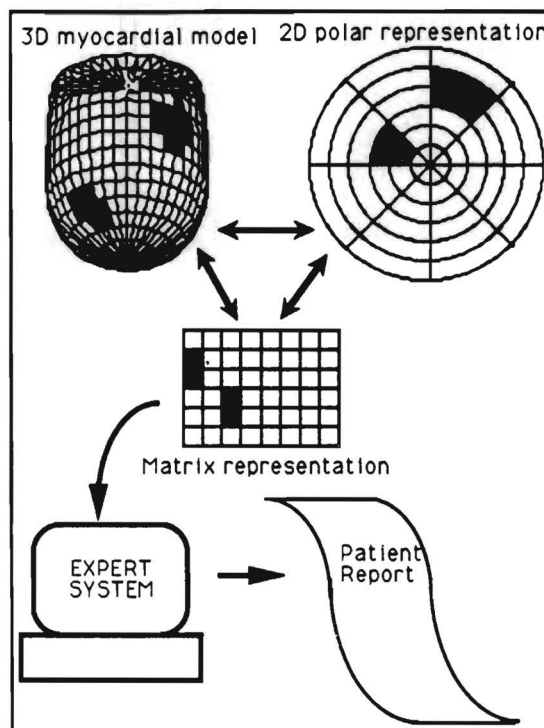 3D myocardial model
2D polar representation
Matrix representation
EXPERT
SYSTEM
Patient
Report